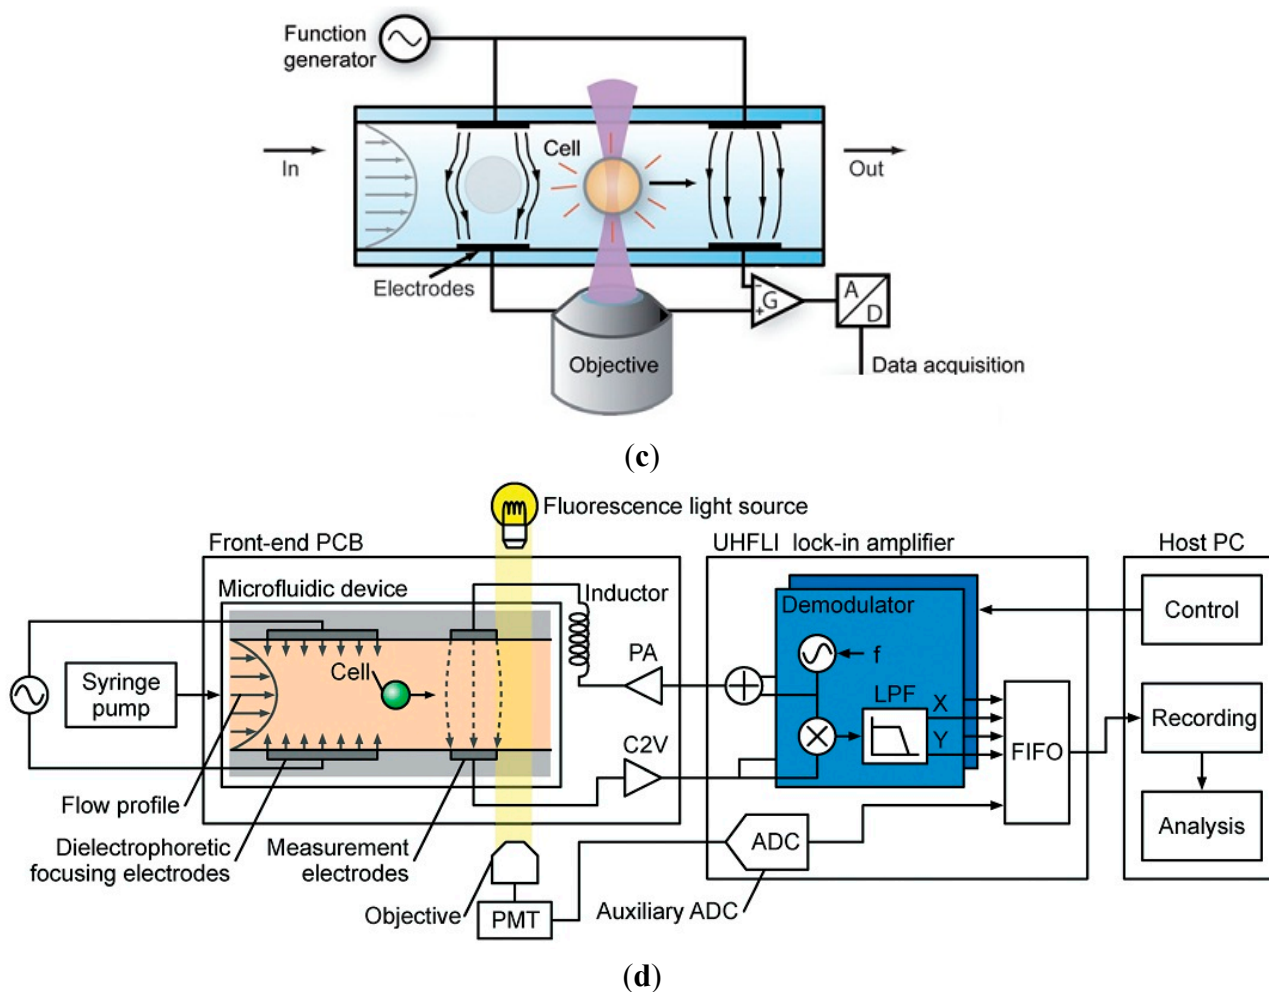 Function
generator
Cell
In
Out
Electrodes
G
A
D
Objective
Data acquisition
(c)
Fluorescence light source
Front-end PCB
UHFLI lock-in amplifier
Host PC
Microfluidic device
Inductor
Demodulator
Control
f
PA
Cell
Syringe
pump
LPF
X
Y
Recording
C2V
FIFO
Flow profile
Analysis
ADC
Dielectrophoretic
focusing electrodes
Measurement
electrodes
Objective
PMT
Auxiliary ADC
(d)